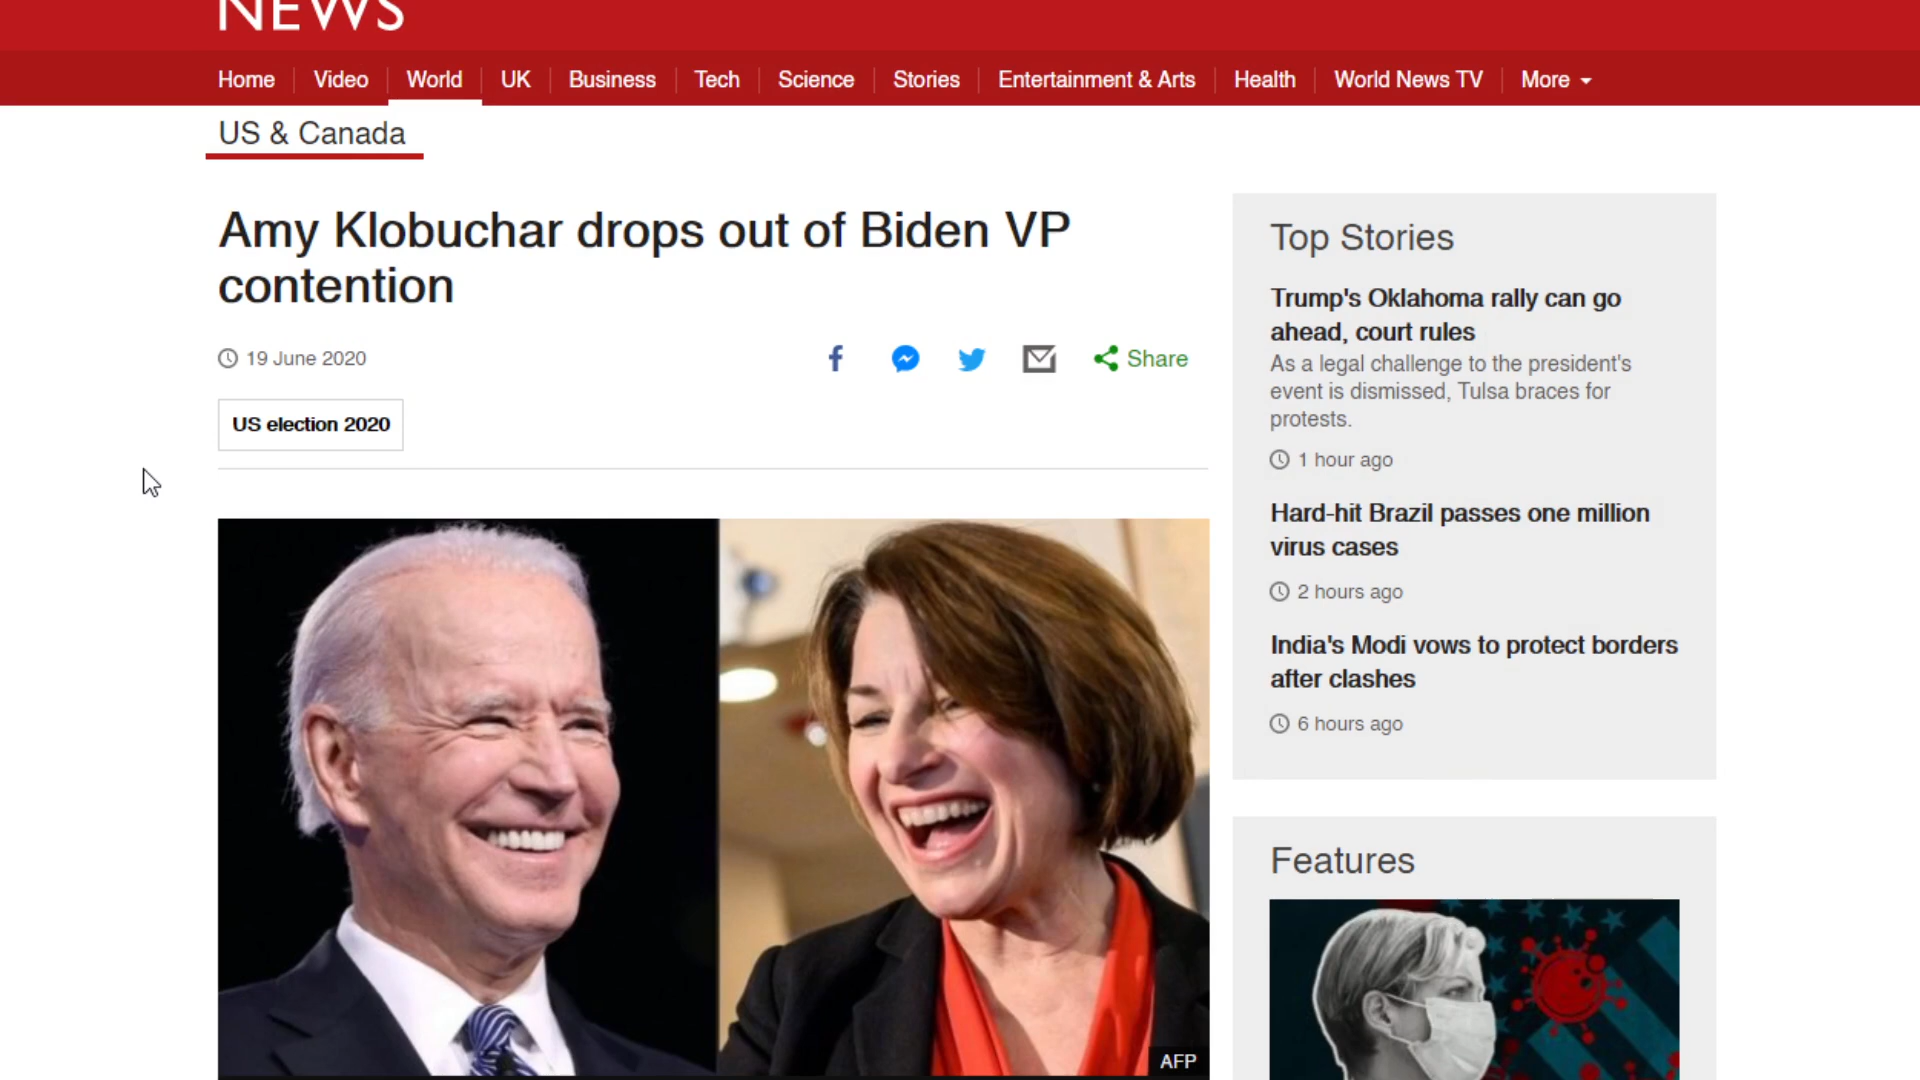 NEWS
Home
Video
World
UK
Business
Tech
Science
Stories
Entertainment & Arts
Health
World News TV
More
US & Canada
Amy Klobuchar drops out of Biden VP
contention
19 June 2020
Share
US election 2020
AFP
Top Stories
Trump's Oklahoma rally can go
ahead, court rules
As a legal challenge to the president's
event is dismissed, Tulsa braces for
protests.
1 hour ago
Hard-hit Brazil passes one million
virus cases
2 hours ago
India's Modi vows to protect borders
after clashes
6 hours ago
Features